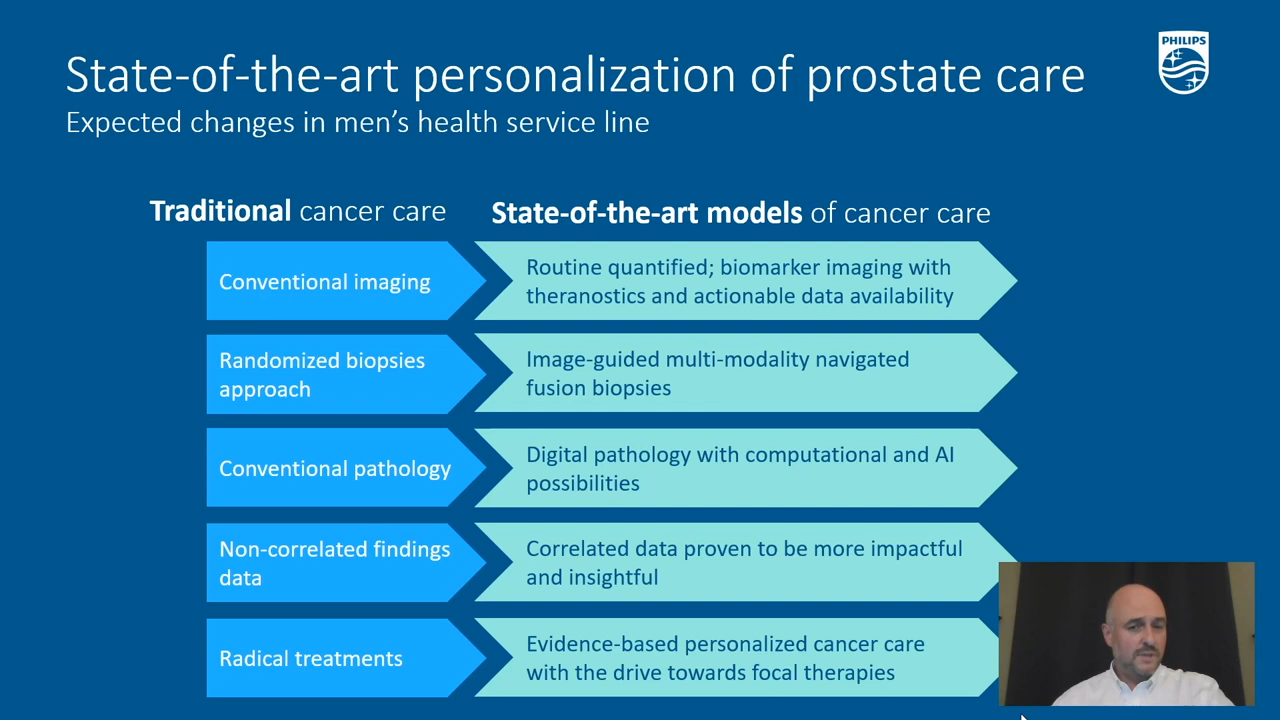 State-of-the-art personalization of prostate care
PHILIPS
Expected changes in men’s health service line
Traditional cancer care
State-of-the-art models of cancer care
Conventional imaging
Routine quantified; biomarker imaging with
theranostics and actionable data availability
Randomized biopsies
approach
Image-guided multi-modality navigated
fusion biopsies
Conventional pathology
Digital pathology with computational and AI
possibilities
Non-correlated findings
data
Correlated data proven to be more impactful
and insightful
Radical treatments
Evidence-based personalized cancer care
with the drive towards focal therapies